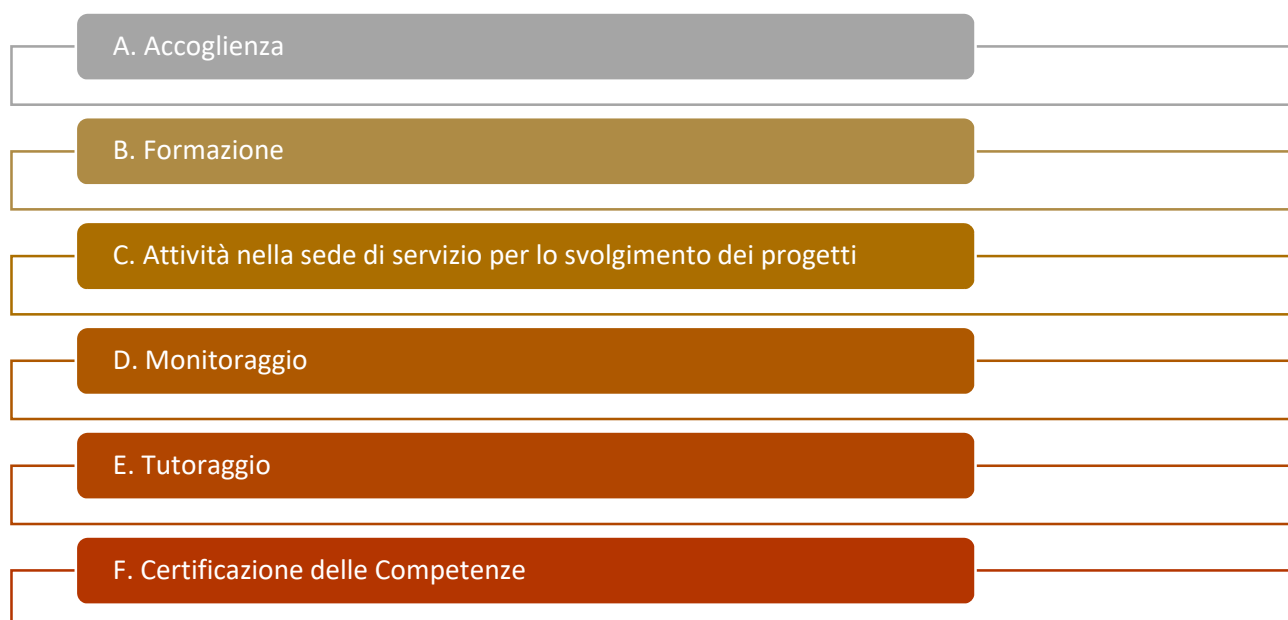 A. Accoglienza
B. Formazione
C. Attività nella sede di servizio per lo svolgimento dei progetti
D. Monitoraggio
E. Tutoraggio
F. Certificazione delle Competenze